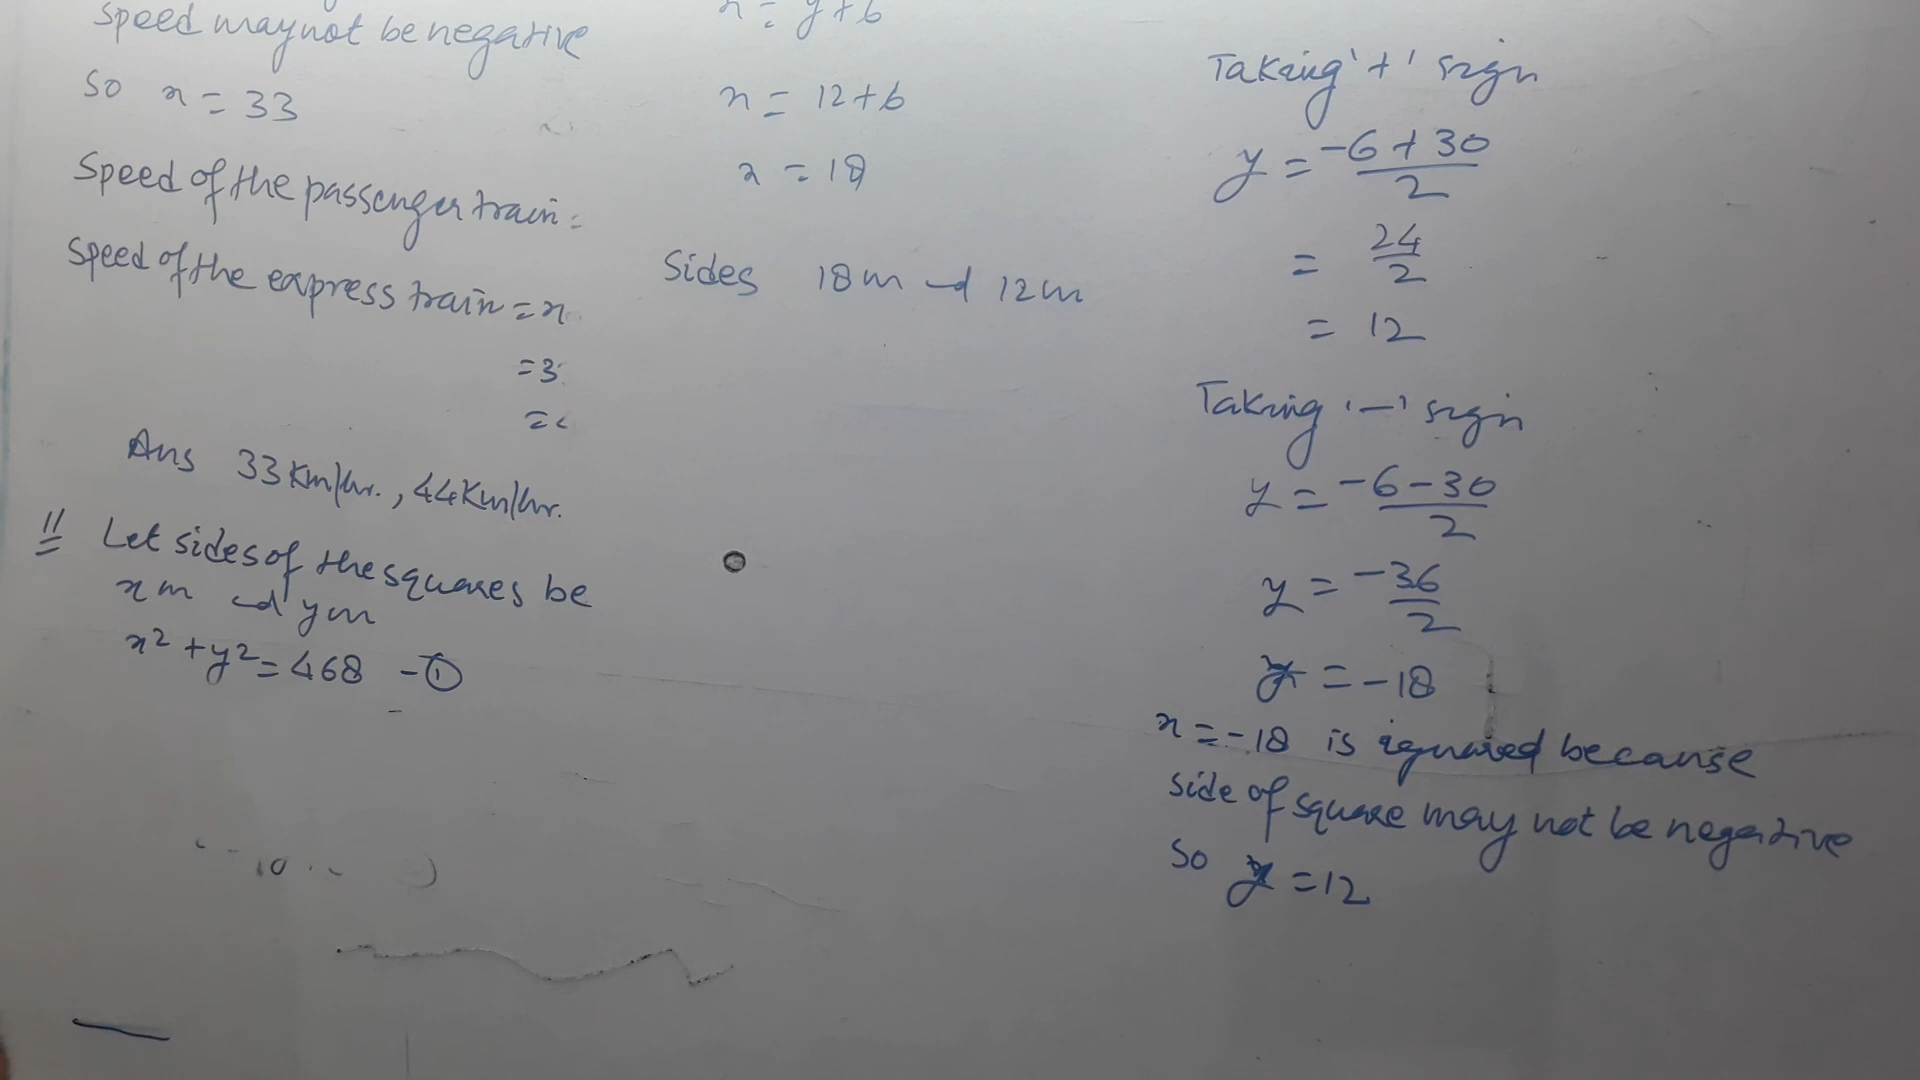 Speed may not be negative
So x = 33
Speed of the passenger train =
Speed of the express train = x
= 3
Ans 33 Km/hr., 44 Km/hr.
11 Let sides of the squares be
x m and y m
x² + y² = 468 - ①
x = y + 6
x = 12 + 6
x = 18
Sides 18 m and 12 m
Taking '+' sign
y = -6 + 30 / 2
= 24 / 2
= 12
Taking '-' sign
y = -6 - 30 / 2
y = -36 / 2
y = -18
x = -18 is ignored because
side of square may not be negative
So y = 12